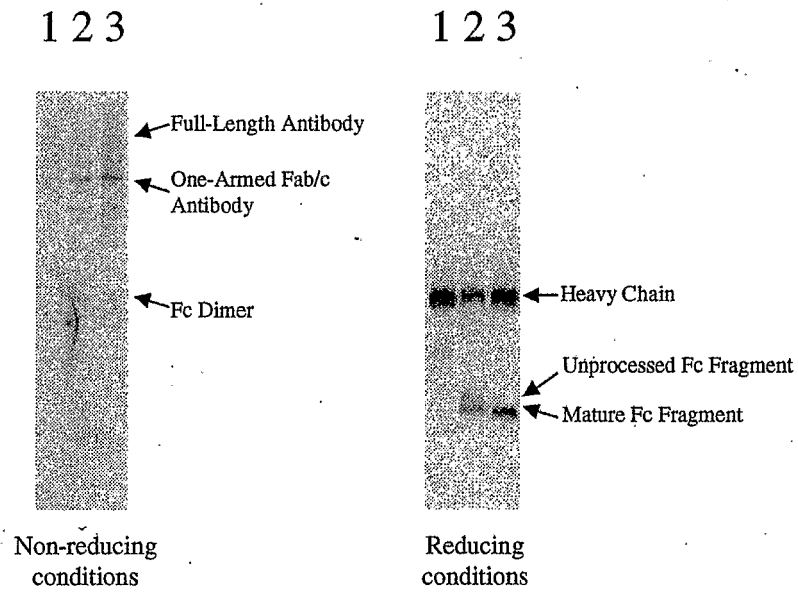 1 2 3
Full-Length Antibody
One-Armed Fab/c
Antibody
Fc Dimer
Non-reducing
conditions
1 2 3
Heavy Chain
Unprocessed Fc Fragment
Mature Fc Fragment
Reducing
conditions